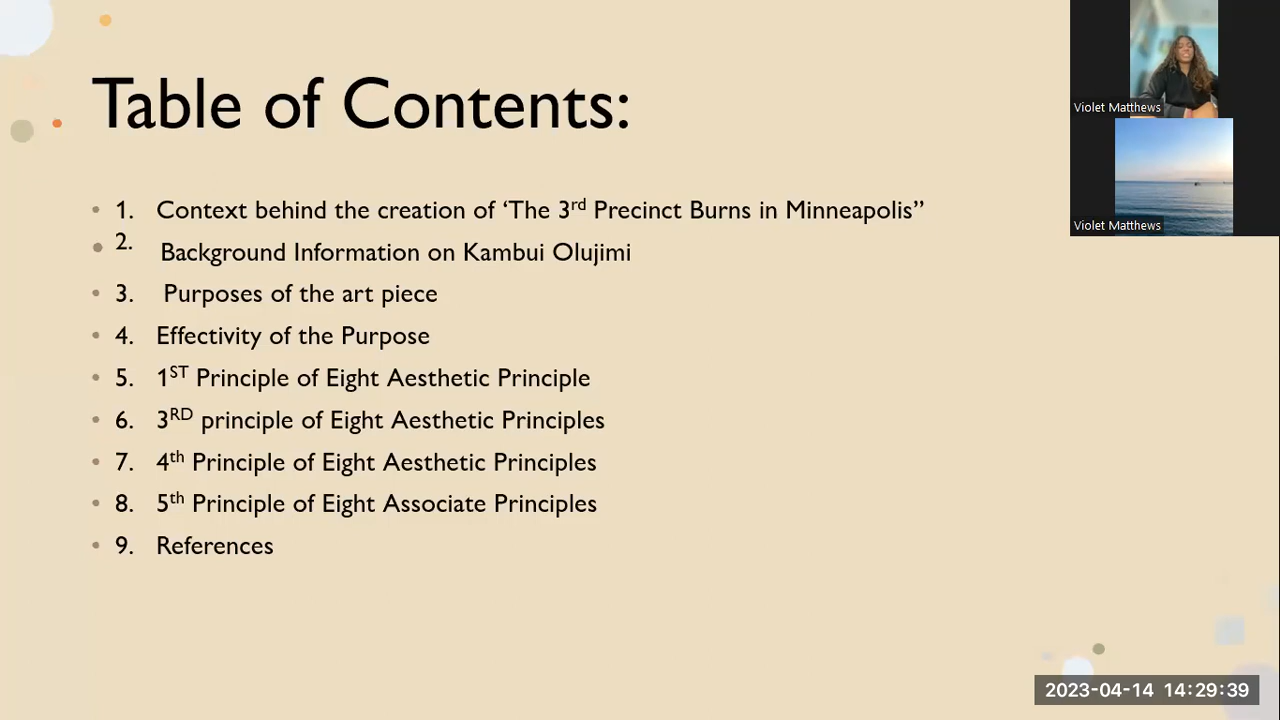 Table of Contents:
• 1. Context behind the creation of ‘The 3rd Precinct Burns in Minneapolis”
• 2. Background Information on Kambui Olujimi
• 3. Purposes of the art piece
• 4. Effectivity of the Purpose
• 5. 1ST Principle of Eight Aesthetic Principle
• 6. 3RD principle of Eight Aesthetic Principles
• 7. 4th Principle of Eight Aesthetic Principles
• 8. 5th Principle of Eight Associate Principles
• 9. References
Violet Matthews
Violet Matthews
2023-04-14 14:29:39